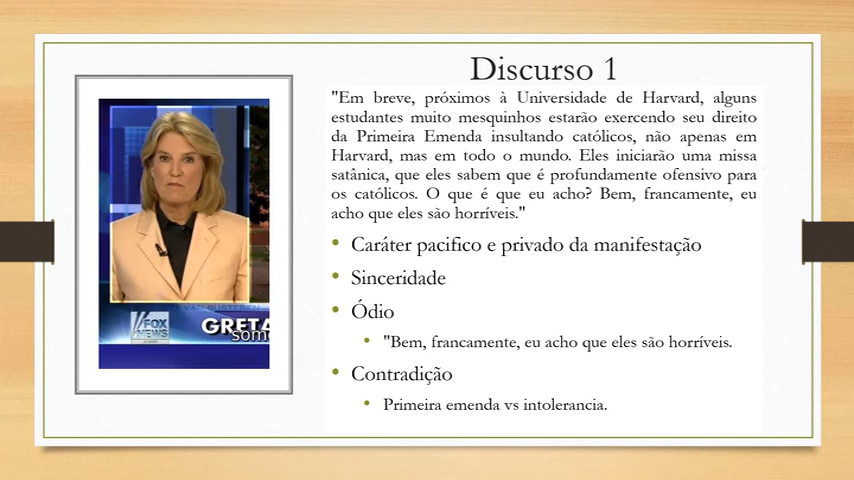 Discurso 1
"Em breve, próximos à Universidade de Harvard, alguns
estudantes muito mesquinhos estarão exercendo seu direito
da Primeira Emenda insultando católicos, não apenas em
Harvard, mas em todo o mundo. Eles iniciarão uma missa
satânica, que eles sabem que é profundamente ofensivo para
os católicos. O que é que eu acho? Bem, francamente, eu
acho que eles são horríveis."
• Caráter pacifico e privado da manifestação
• Sinceridade
• Ódio
• "Bem, francamente, eu acho que eles são horríveis.
• Contradição
• Primeira emenda vs intolerancia.
VAN SUSTEREN
FOX
NEWS
GRETA
som